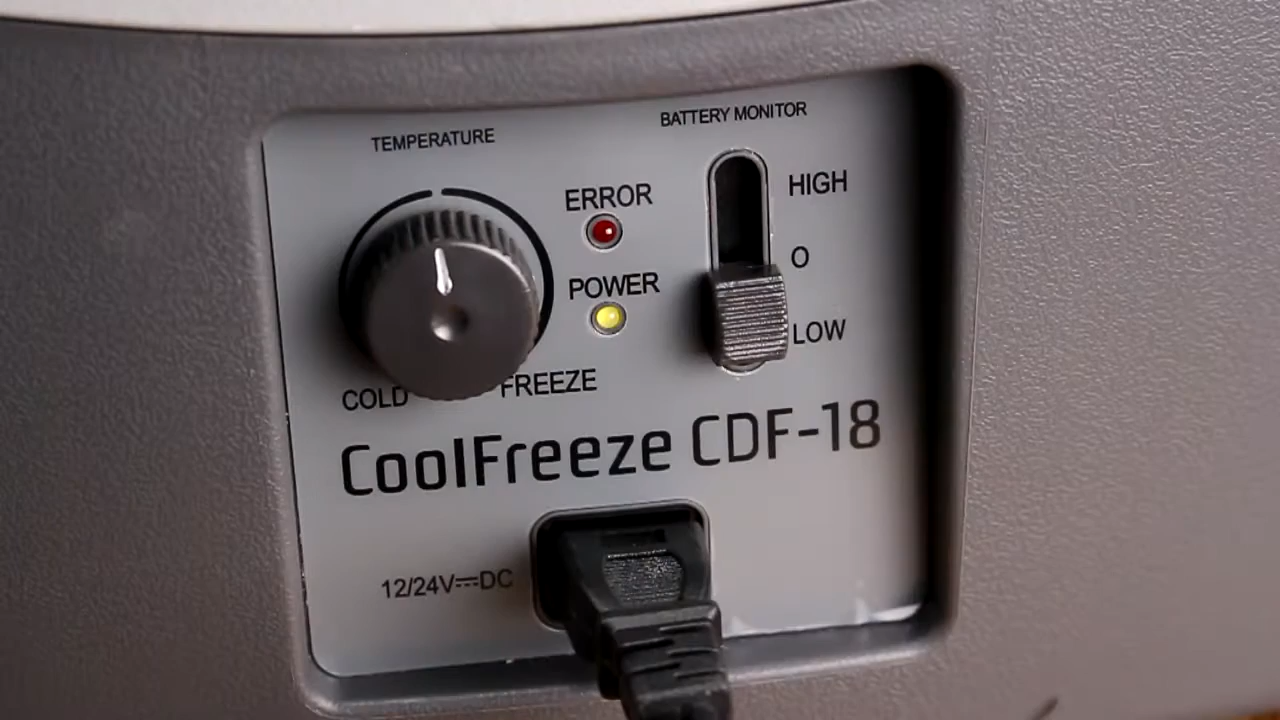 TEMPERATURE
BATTERY MONITOR
ERROR
HIGH
O
POWER
LOW
COLD
FREEZE
CoolFreeze CDF-18
12/24V⎓DC